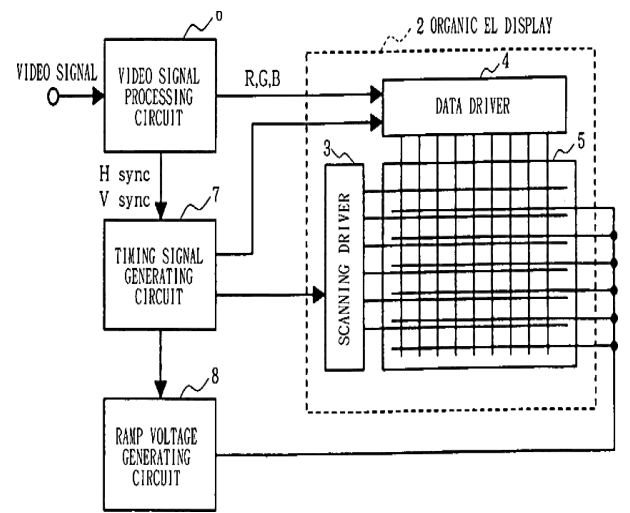 6
2 ORGANIC EL DISPLAY
VIDEO SIGNAL
VIDEO SIGNAL
PROCESSING
CIRCUIT
R,G,B
4
DATA DRIVER
H sync
V sync
3
5
7
TIMING SIGNAL
GENERATING
CIRCUIT
SCANNING DRIVER
8
RAMP VOLTAGE
GENERATING
CIRCUIT